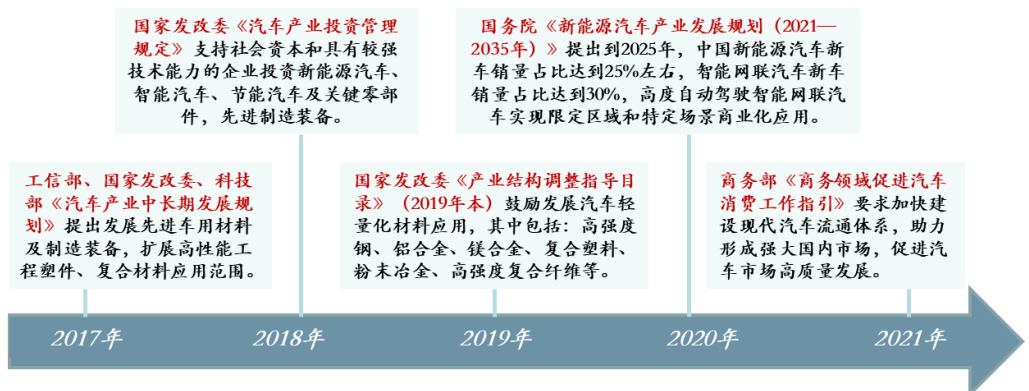 国家发改委《汽车产业投资管理
规定》支持社会资本和具有较强
技术能力的企业投资新能源汽车、
智能汽车、节能汽车及关键零部
件，先进制造装备。
国务院《新能源汽车产业发展规划（2021—
2035年）》提出到2025年，中国新能源汽车新
车销量占比达到25%左右，智能网联汽车新车
销量占比达到30%，高度自动驾驶智能网联汽
车实现限定区域和特定场景商业化应用。
工信部、国家发改委、科技
部《汽车产业中长期发展规
划》提出发展先进车用材料
及制造装备，扩展高性能工
程塑件、复合材料应用范围。
国家发改委《产业结构调整指导目
录》（2019年本）鼓励发展汽车轻
量化材料应用，其中包括：高强度
钢、铝合金、镁合金、复合塑料、
粉末冶金、高强度复合纤维等。
商务部《商务领域促进汽车
消费工作指引》要求加快建
设现代汽车流通体系，助力
形成强大国内市场，促进汽
车市场高质量发展。
2017年
2018年
2019年
2020年
2021年